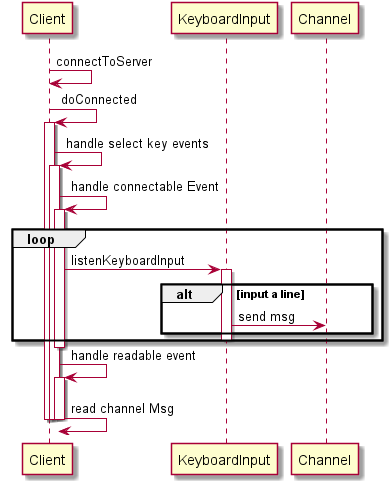 Client KeyboardInput Channel
connectToServer
doConnected
handle select key events
handle connectable Event
loop
listenKeyboardInput
alt [input a line]
send msg
handle readable event
read channel Msg
Client KeyboardInput Channel